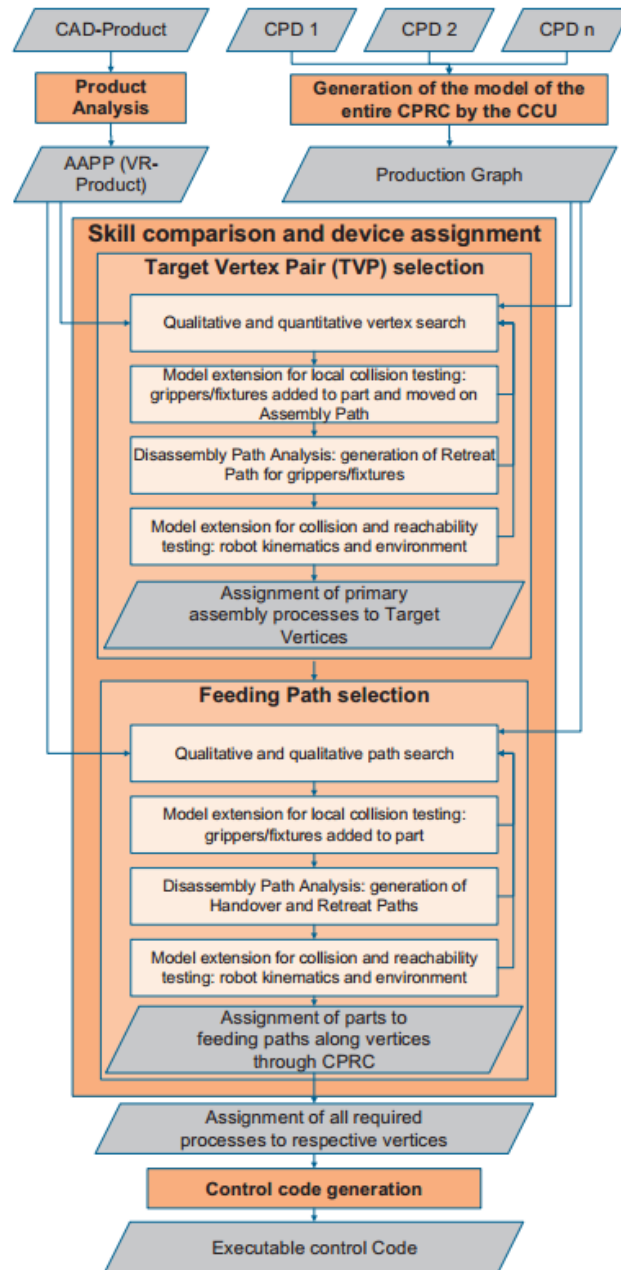 CAD-Product
CPD 1
CPD 2
CPD n
Product
Analysis
Generation of the model of the
entire CPRC by the CCU
AAPP (VR-
Product)
Production Graph
Skill comparison and device assignment
Target Vertex Pair (TVP) selection
Qualitative and quantitative vertex search
Model extension for local collision testing:
grippers/fixtures added to part and moved on
Assembly Path
Disassembly Path Analysis: generation of Retreat
Path for grippers/fixtures
Model extension for collision and reachability
testing: robot kinematics and environment
Assignment of primary
assembly processes to Target
Vertices
Feeding Path selection
Qualitative and qualitative path search
Model extension for local collision testing:
grippers/fixtures added to part
Disassembly Path Analysis: generation of
Handover and Retreat Paths
Model extension for collision and reachability
testing: robot kinematics and environment
Assignment of parts to
feeding paths along vertices
through CPRC
Assignment of all required
processes to respective vertices
Control code generation
Executable control Code